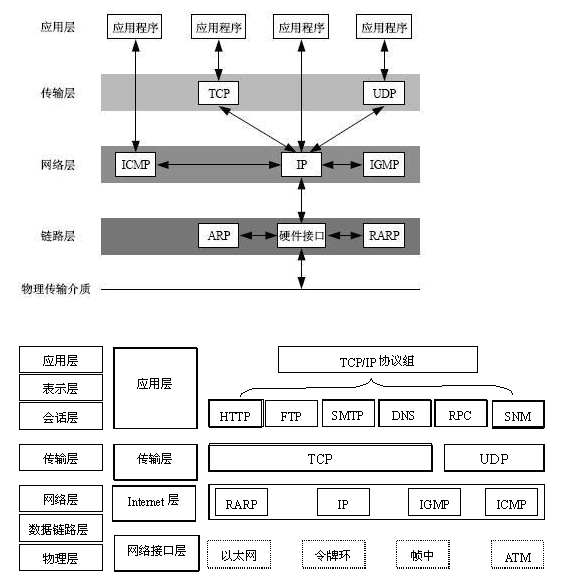 应用层 应用程序 应用程序 应用程序 应用程序
传输层 TCP UDP
网络层 ICMP IP IGMP
链路层 ARP 硬件接口 RARP
物理传输介质
应用层 应用层 TCP/IP 协议组
表示层
会话层 HTTP FTP SMTP DNS RPC SNM
传输层 传输层 TCP UDP
网络层 Internet 层 RARP IP IGMP ICMP
数据链路层
物理层 网络接口层 以太网 令牌环 帧中 ATM